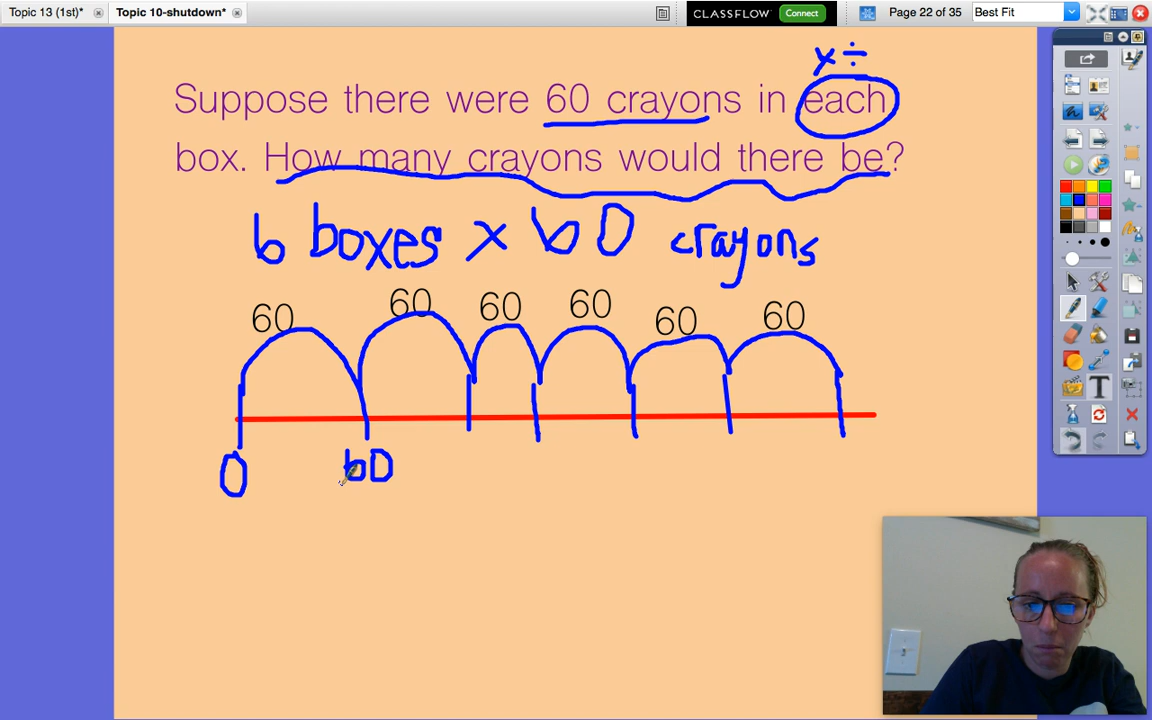 Topic 13 (1st)*
Topic 10-shutdown*
CLASSFLOW Connect
Page 22 of 35
Best Fit
x ÷
Suppose there were 60 crayons in each
box. How many crayons would there be?
6 boxes x 60 crayons
60 60 60 60 60 60
0 60
T